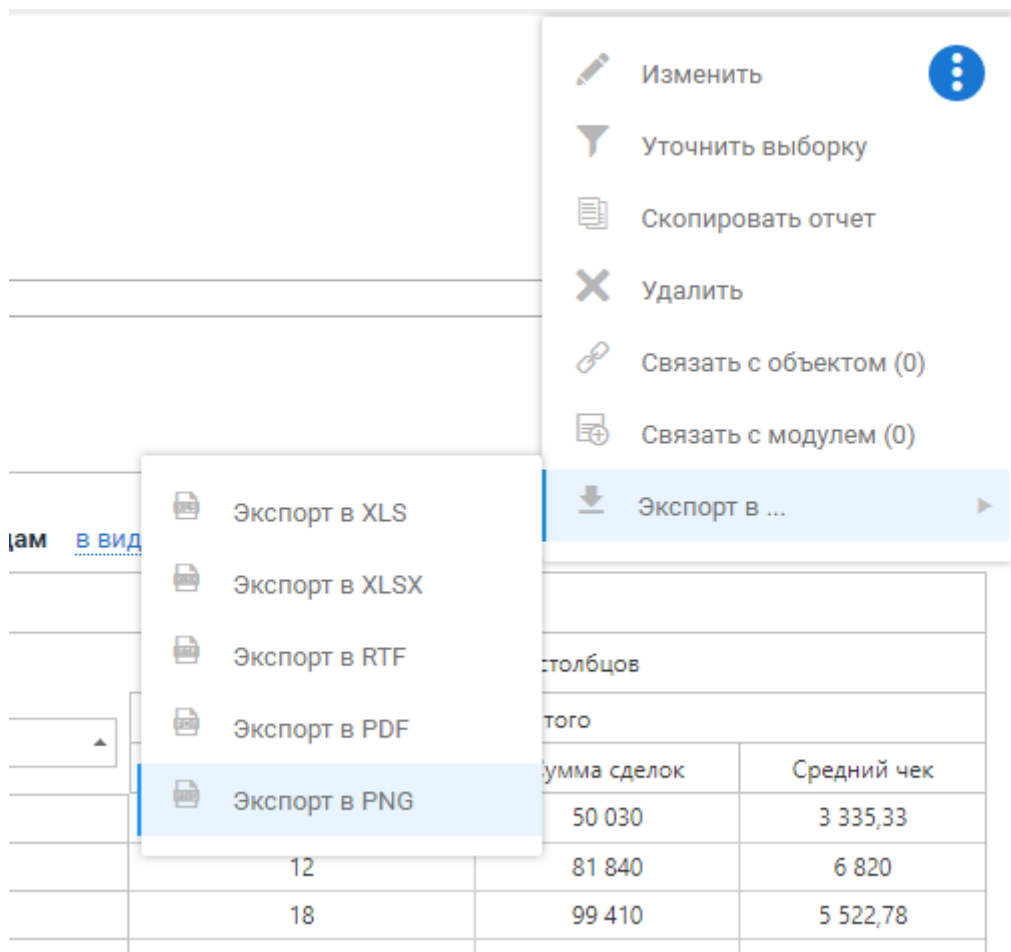 Изменить
Уточнить выборку
Скопировать отчет
Удалить
Связать с объектом (0)
Связать с модулем (0)
Экспорт в ...
Экспорт в XLS
Экспорт в XLSX
Экспорт в RTF
Экспорт в PDF
Экспорт в PNG
в вид
столбцов
того
умма сделок Средний чек
50 030 3 335,33
12 81 840 6 820
18 99 410 5 522,78